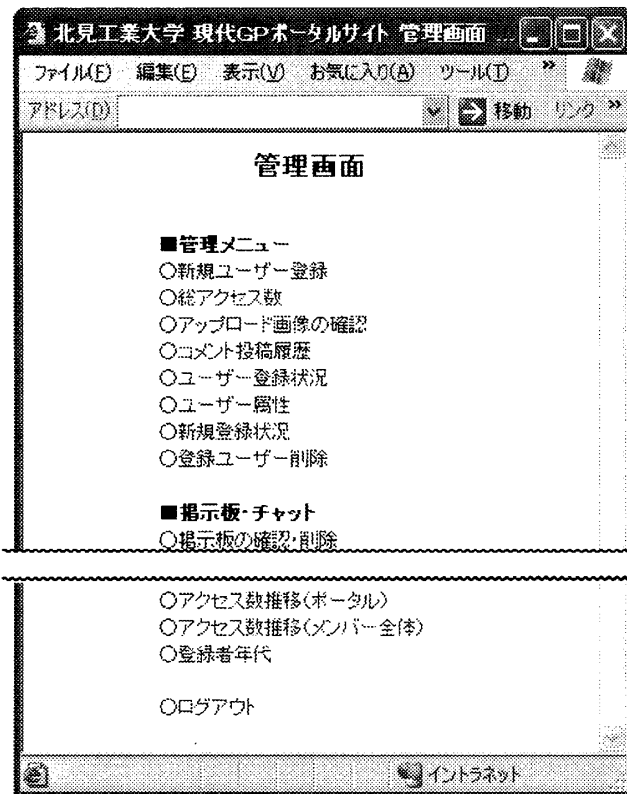 北見工業大学 現代GPポータルサイト 管理画面 ...
ファイル(F) 編集(E) 表示(V) お気に入り(A) ツール(T) »
アドレス(D) 移動 リンク »
管理画面
■管理メニュー
○新規ユーザー登録
○総アクセス数
○アップロード画像の確認
○コメント投稿履歴
○ユーザー登録状況
○ユーザー属性
○新規登録状況
○登録ユーザー削除
■掲示板・チャット
○掲示板の確認・削除
○アクセス数推移(ポータル)
○アクセス数推移(メンバー全体)
○登録者年代
○ログアウト
イントラネット